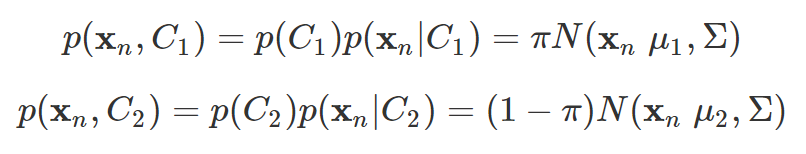 p(𝐱ₙ, C₁) = p(C₁)p(𝐱ₙ|C₁) = πN(𝐱ₙ μ₁, Σ)
p(𝐱ₙ, C₂) = p(C₂)p(𝐱ₙ|C₂) = (1 − π)N(𝐱ₙ μ₂, Σ)